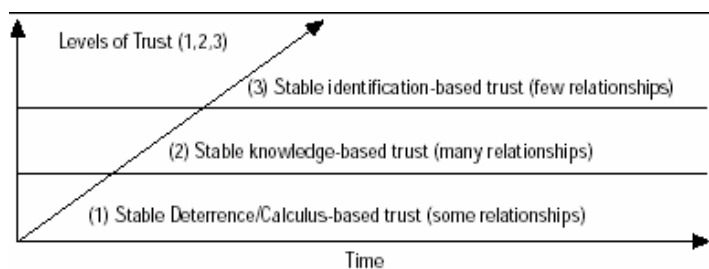 Levels of Trust (1,2,3)
(3) Stable identification-based trust (few relationships)
(2) Stable knowledge-based trust (many relationships)
(1) Stable Deterrence/Calculus-based trust (some relationships)
Time